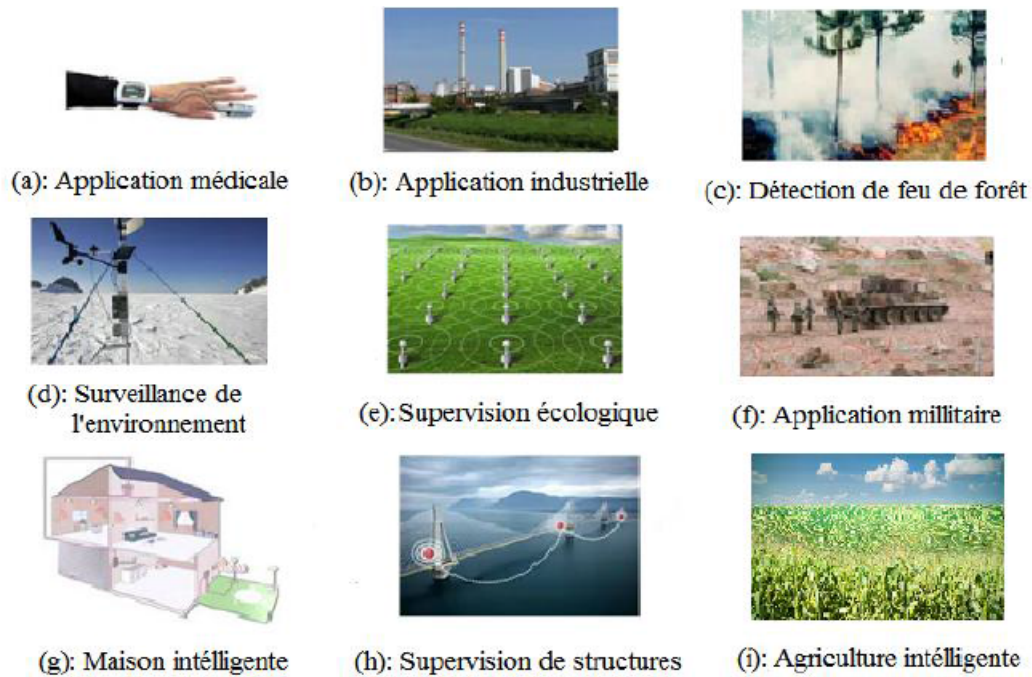 (a): Application médicale
(b): Application industrielle
(c): Détection de feu de forêt
(d): Surveillance de
l'environnement
(e): Supervision écologique
(f): Application millitaire
(g): Maison intélligente
(h): Supervision de structures
(i): Agriculture intélligente